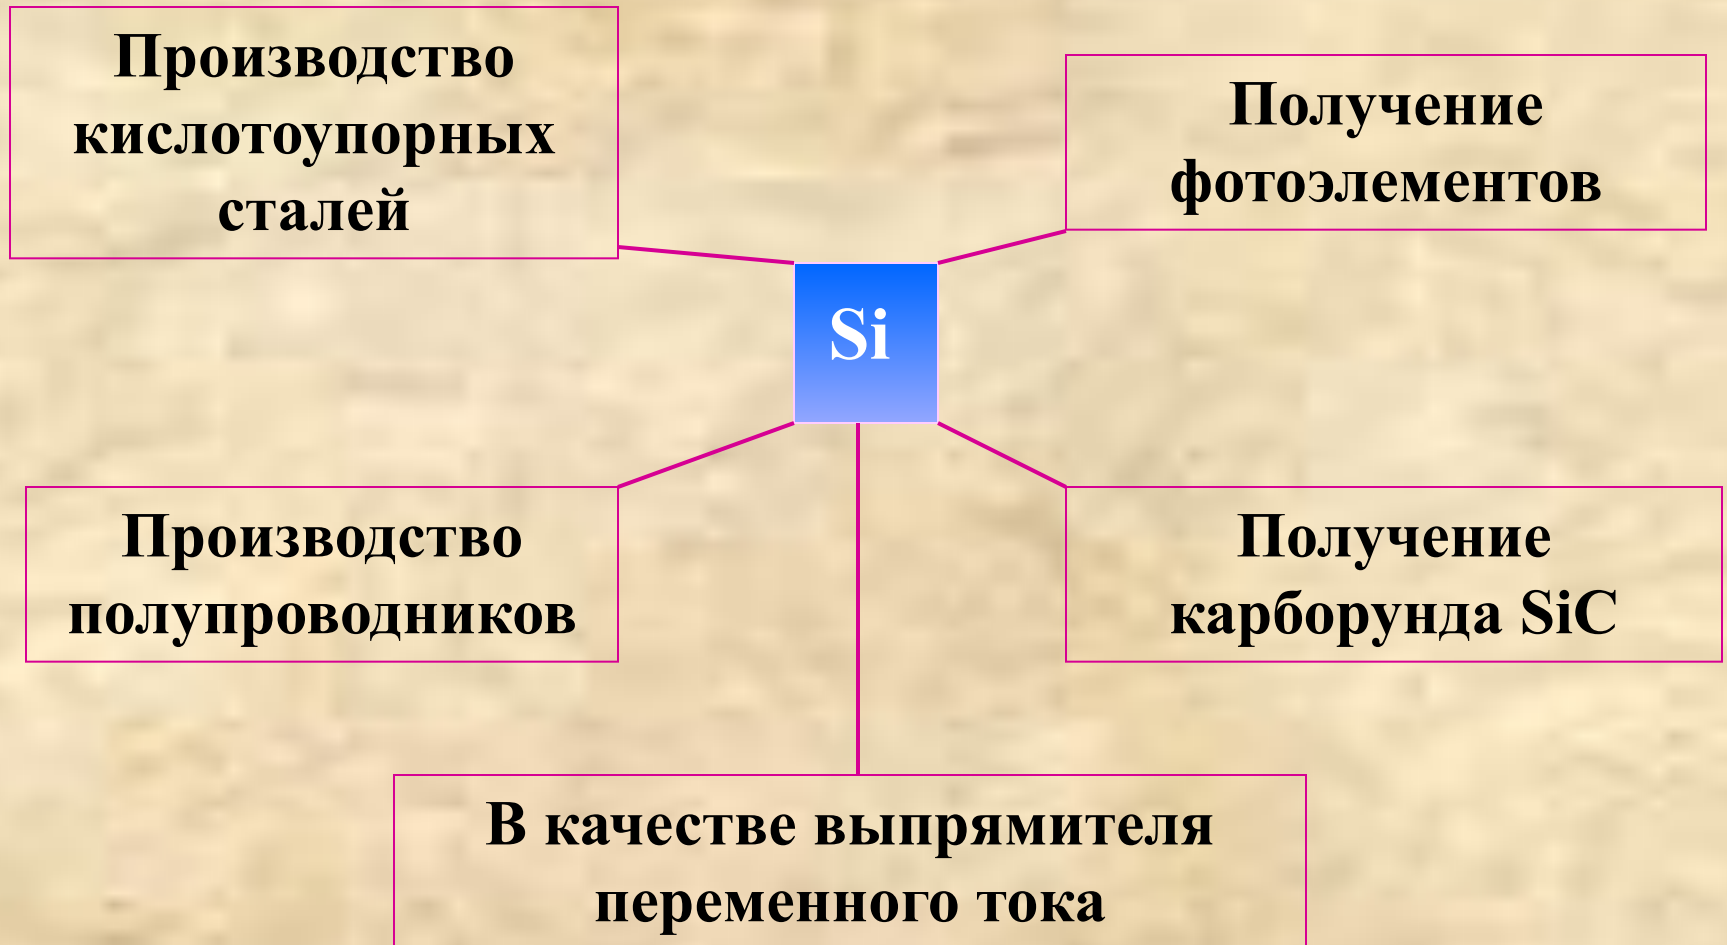 Производство
кислотоупорных
сталей
Получение
фотоэлементов
Si
Производство
полупроводников
Получение
карборунда SiC
В качестве выпрямителя
переменного тока